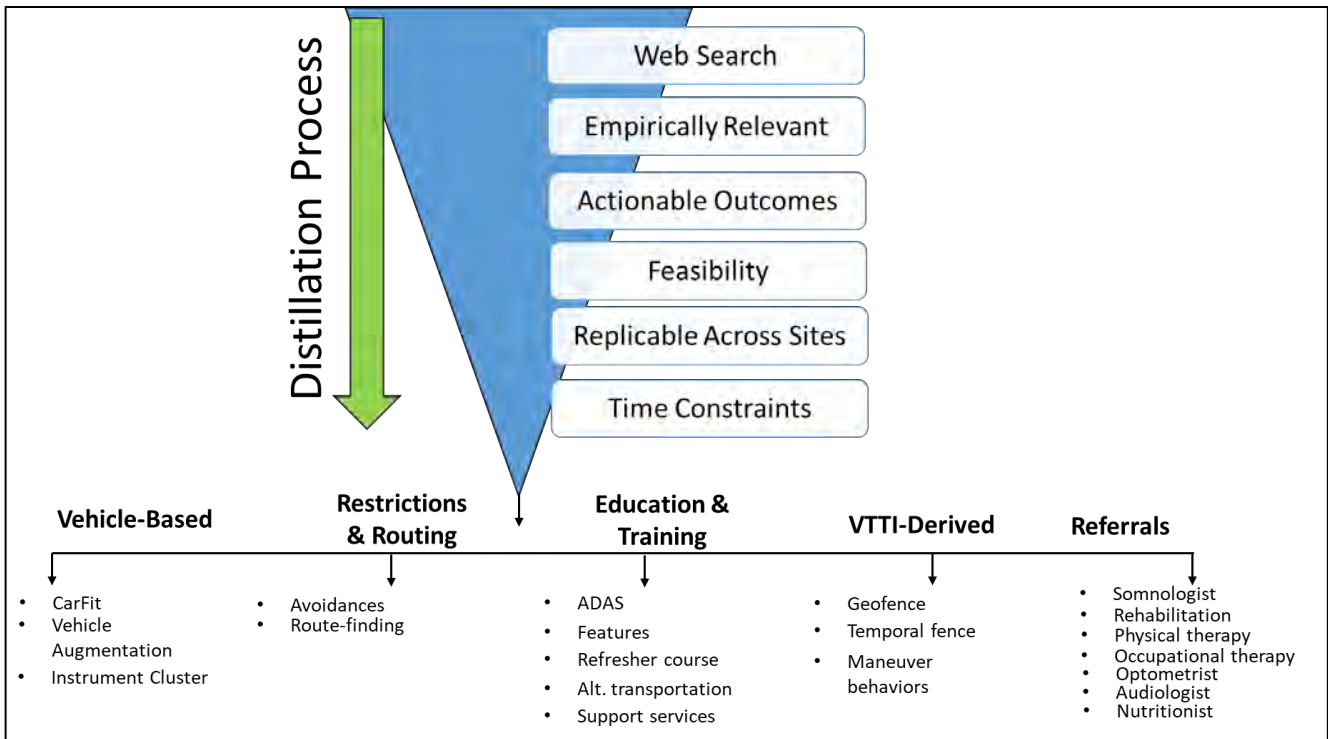 Distillation Process
Web Search
Empirically Relevant
Actionable Outcomes
Feasibility
Replicable Across Sites
Time Constraints
Vehicle-Based
• CarFit
• Vehicle
Augmentation
• Instrument Cluster
Restrictions
& Routing
• Avoidances
• Route-finding
Education &
Training
• ADAS
• Features
• Refresher course
• Alt. transportation
• Support services
VTTI-Derived
• Geofence
• Temporal fence
• Maneuver
behaviors
Referrals
• Somnologist
• Rehabilitation
• Physical therapy
• Occupational therapy
• Optometrist
• Audiologist
• Nutritionist